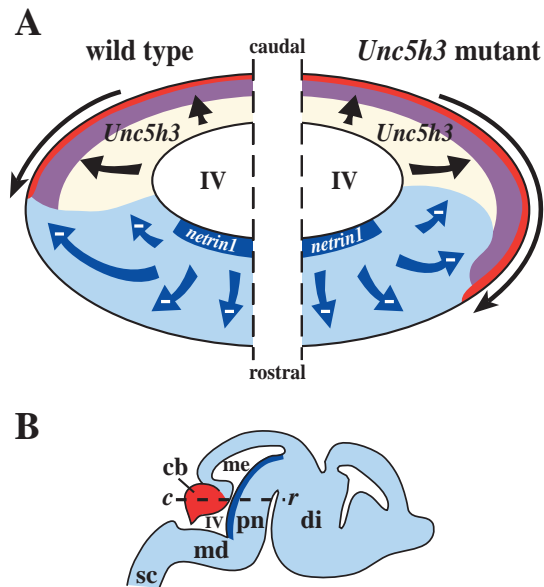 A
wild type
caudal
Unc5h3 mutant
Unc5h3
Unc5h3
IV
IV
netrin1
netrin1
- - - - -
- - - - -
rostral
B
cb
me
c
r
IV
pn
di
md
sc